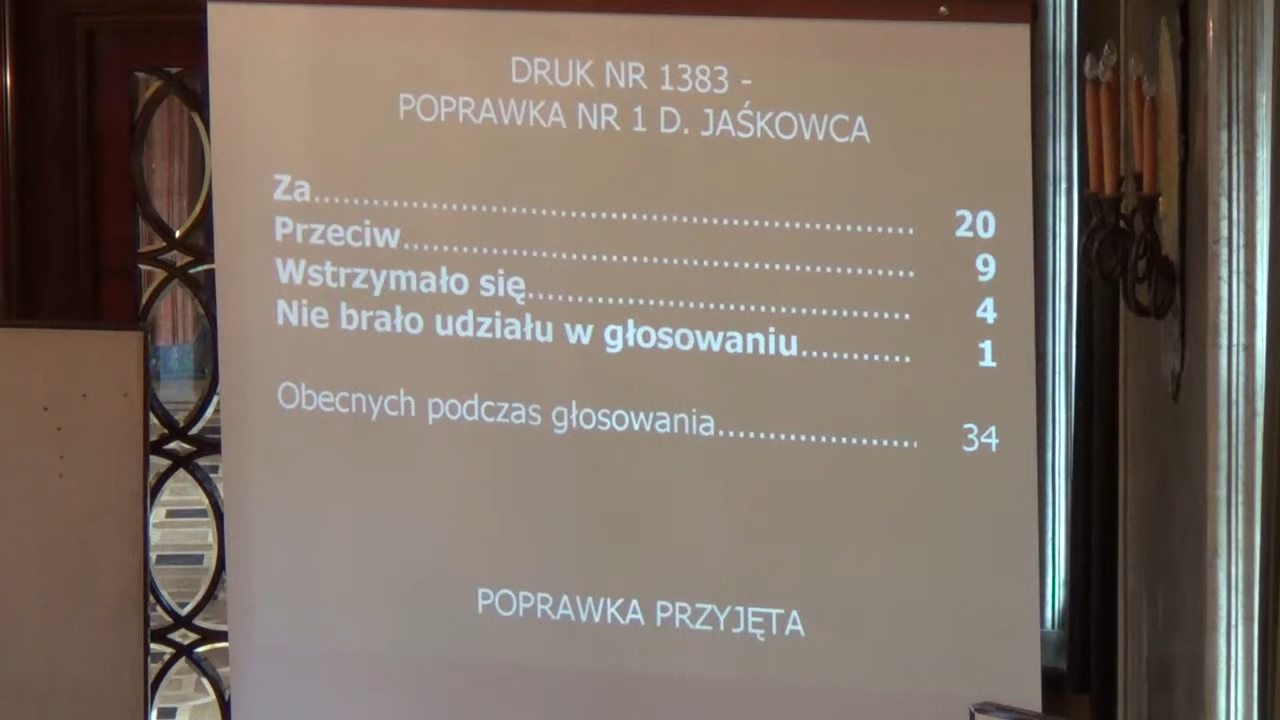 DRUK NR 1383 -
POPRAWKA NR 1 D. JAŚKOWCA
Za............................................................ 20
Przeciw................................................... 9
Wstrzymało się...................................... 4
Nie brało udziału w głosowaniu........... 1
Obecnych podczas głosowania.................... 34
POPRAWKA PRZYJĘTA